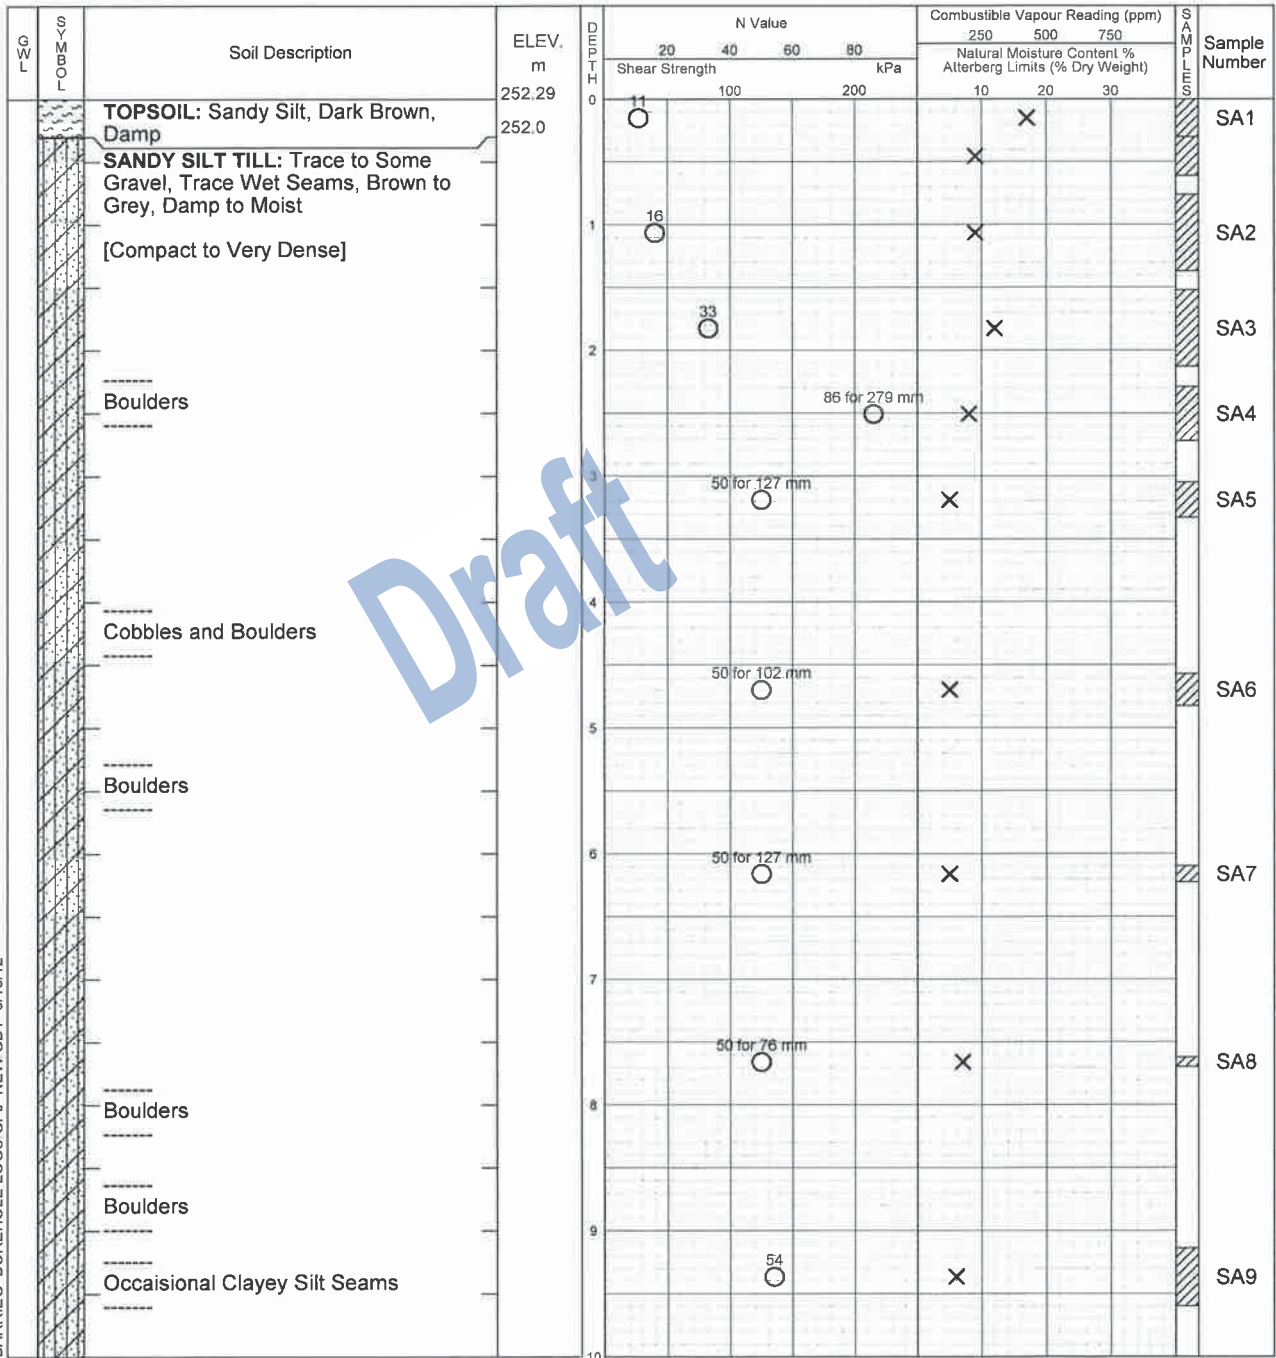 GWL
SYMBOL
Soil Description
ELEV.
m
DEPTH
N Value
20 40 60 80
Shear Strength kPa
100 200
Combustible Vapour Reading (ppm)
250 500 750
Natural Moisture Content %
Atterberg Limits (% Dry Weight)
10 20 30
SAMPLES
Sample
Number
252.29
0
TOPSOIL: Sandy Silt, Dark Brown,
Damp
252.0
11
SA1
SANDY SILT TILL: Trace to Some
Gravel, Trace Wet Seams, Brown to
Grey, Damp to Moist
[Compact to Very Dense]
16
1
SA2
33
SA3
2
Boulders
86 for 279 mm
SA4
3
50 for 127 mm
SA5
Draft
4
Cobbles and Boulders
50 for 102 mm
SA6
5
Boulders
6
50 for 127 mm
SA7
7
50 for 76 mm
SA8
8
Boulders
Boulders
9
54
Occaisional Clayey Silt Seams
SA9
10